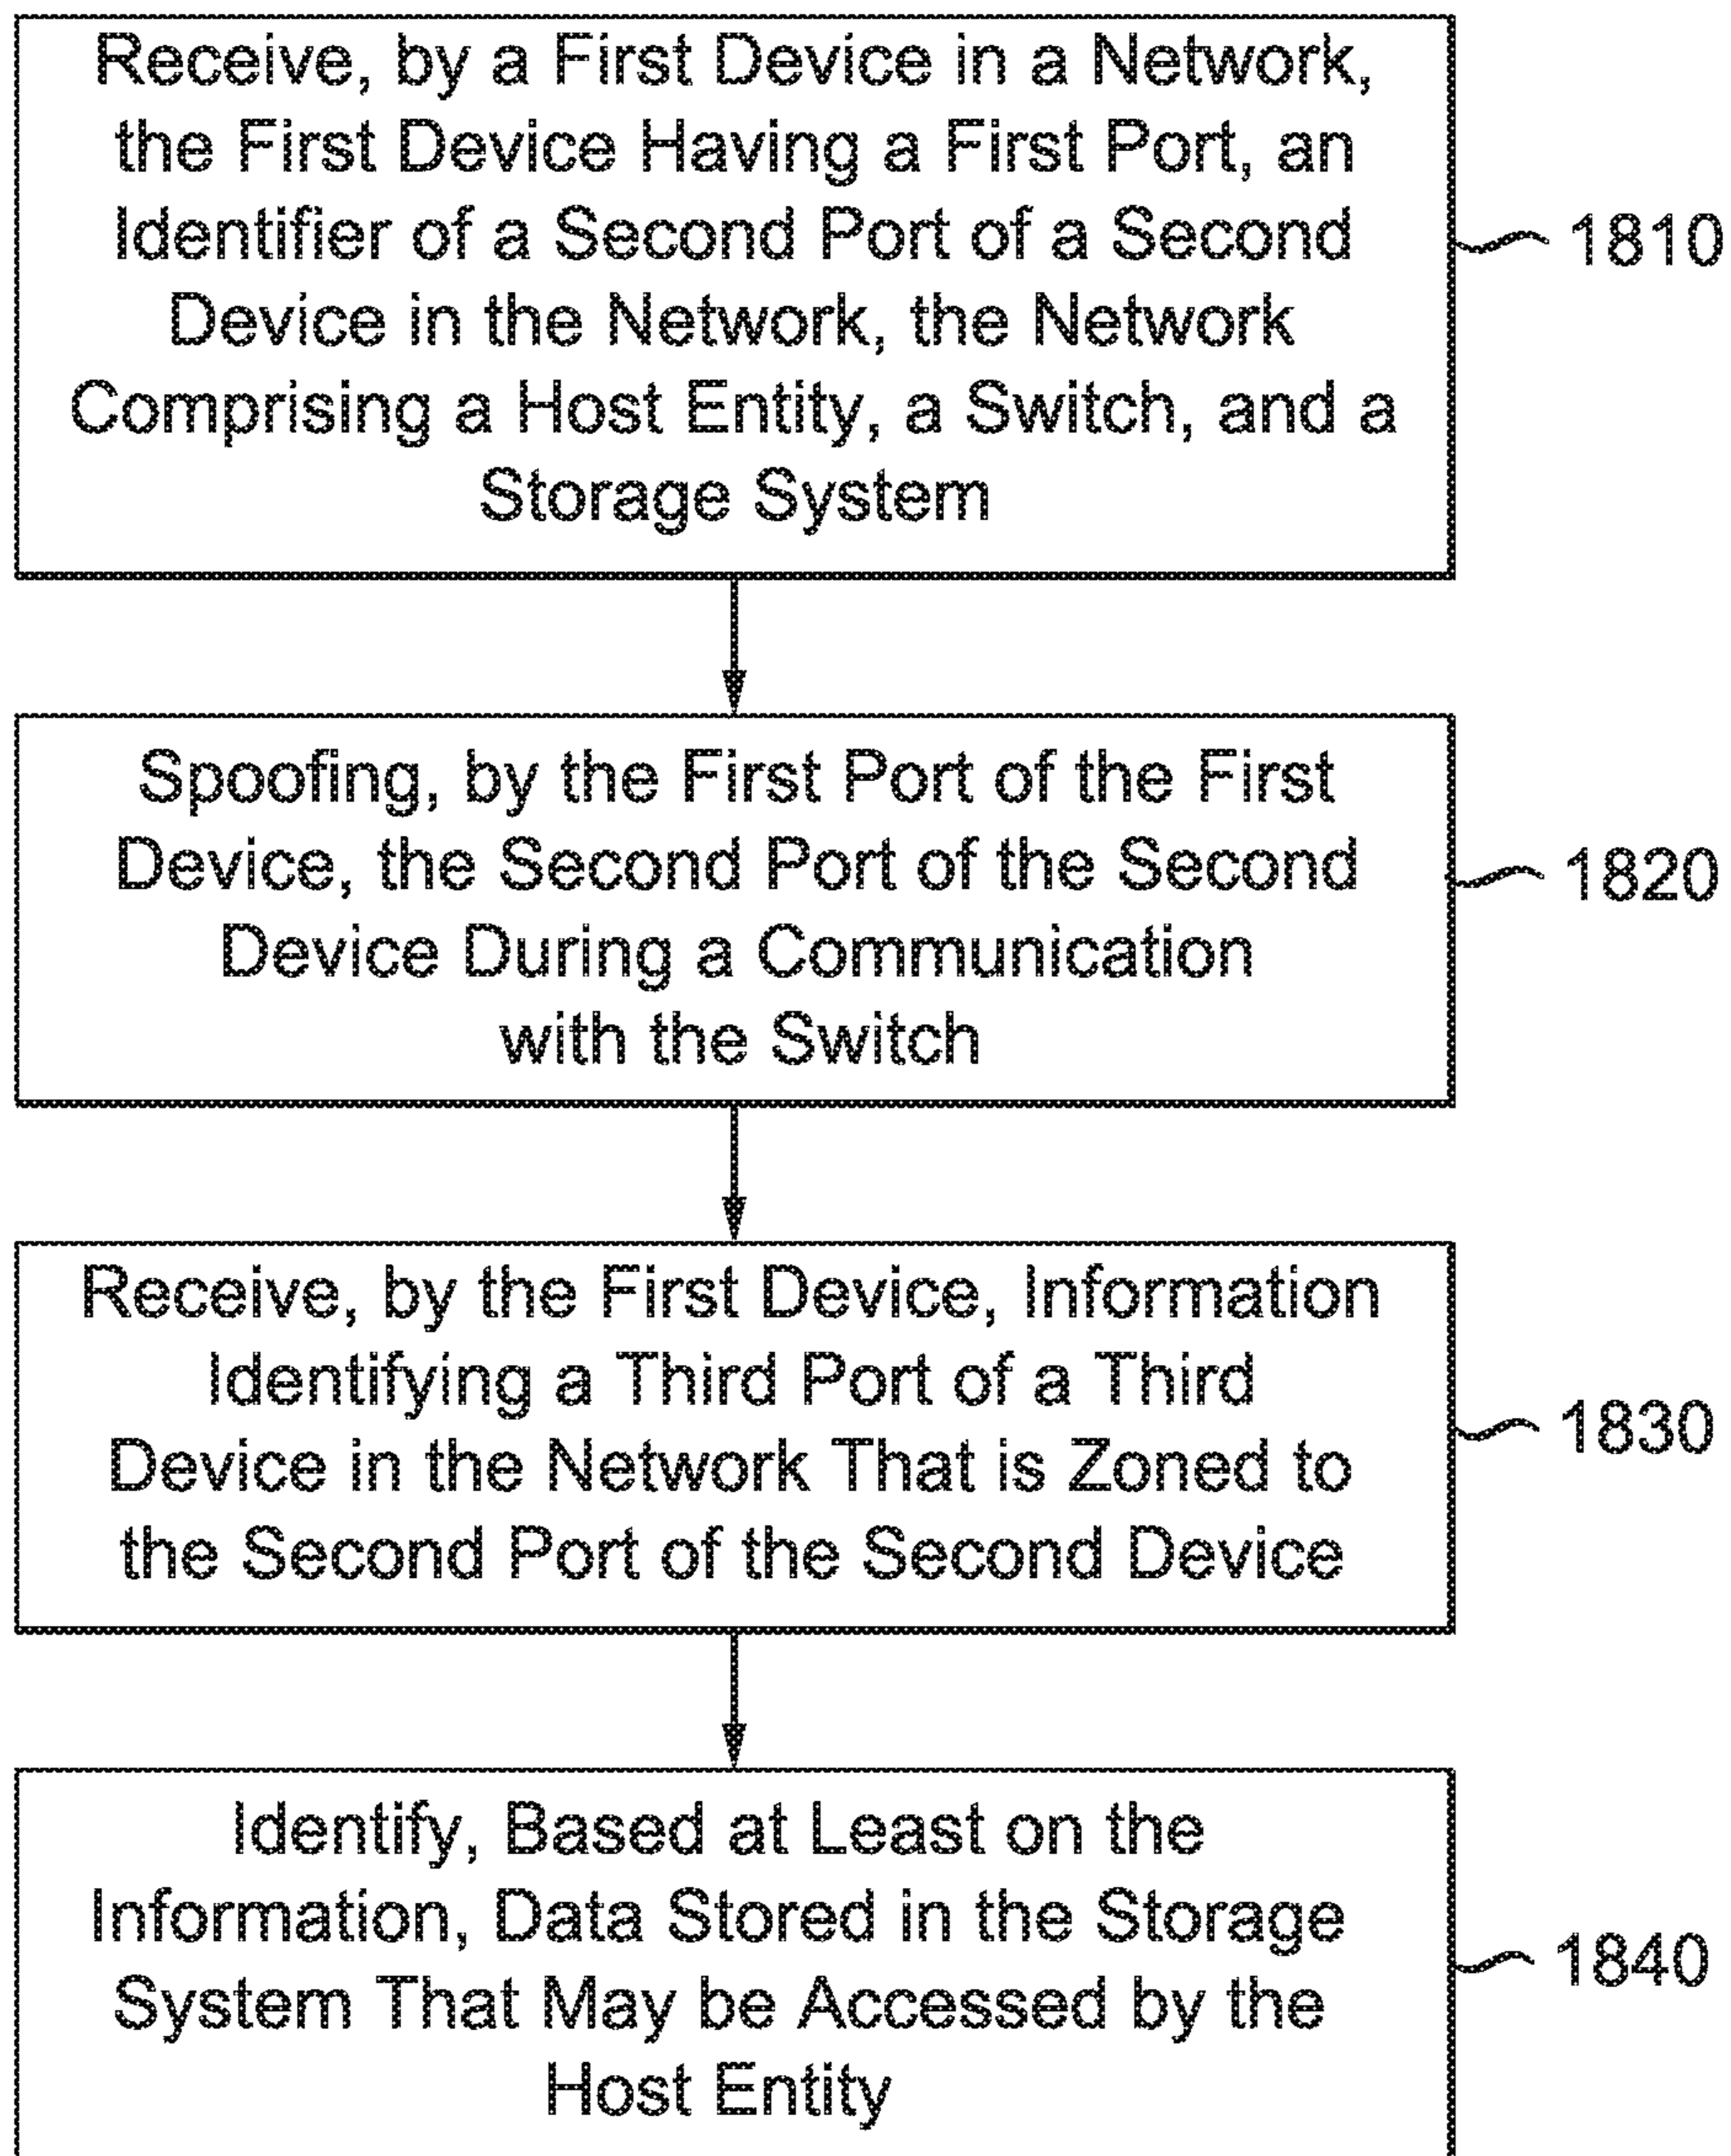 Receive, by a First Device in a Network,
the First Device Having a First Port, an
Identifier of a Second Port of a Second
Device in the Network, the Network
Comprising a Host Entity, a Switch, and a
Storage System
1810
Spoofing, by the First Port of the First
Device, the Second Port of the Second
Device During a Communication
with the Switch
1820
Receive, by the First Device, Information
Identifying a Third Port of a Third
Device in the Network That is Zoned to
the Second Port of the Second Device
1830
Identify, Based at Least on the
Information, Data Stored in the Storage
System That May be Accessed by the
Host Entity
1840